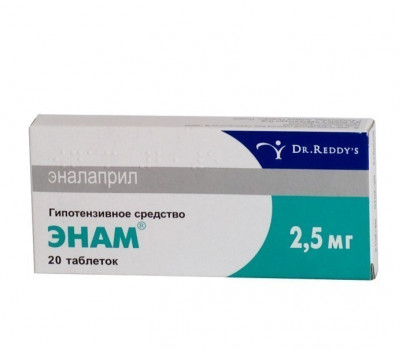 DR.REDDY'S
эналаприл
Гипотензивное средство
ЭНАМ®
2,5 мг
20 таблеток